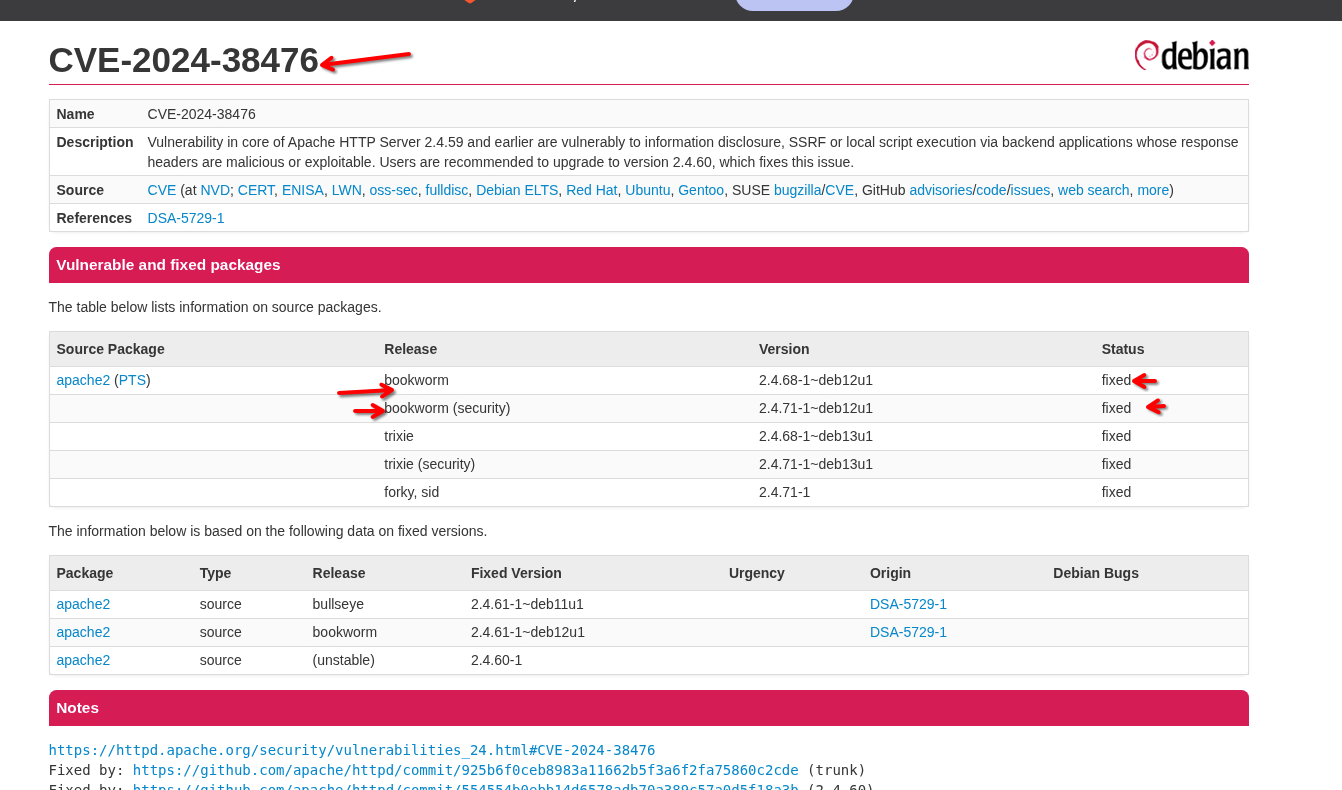 CVE-2024-38476
debian
Name CVE-2024-38476
Description Vulnerability in core of Apache HTTP Server 2.4.59 and earlier are vulnerably to information disclosure, SSRF or local script execution via backend applications whose response
headers are malicious or exploitable. Users are recommended to upgrade to version 2.4.60, which fixes this issue.
Source CVE (at NVD; CERT, ENISA, LWN, oss-sec, fulldisc, Debian ELTS, Red Hat, Ubuntu, Gentoo, SUSE bugzilla/CVE, GitHub advisories/code/issues, web search, more)
References DSA-5729-1
Vulnerable and fixed packages
The table below lists information on source packages.
Source Package Release Version Status
apache2 (PTS) bookworm 2.4.68-1~deb12u1 fixed
bookworm (security) 2.4.71-1~deb12u1 fixed
trixie 2.4.68-1~deb13u1 fixed
trixie (security) 2.4.71-1~deb13u1 fixed
forky, sid 2.4.71-1 fixed
The information below is based on the following data on fixed versions.
Package Type Release Fixed Version Urgency Origin Debian Bugs
apache2 source bullseye 2.4.61-1~deb11u1 DSA-5729-1
apache2 source bookworm 2.4.61-1~deb12u1 DSA-5729-1
apache2 source (unstable) 2.4.60-1
Notes
https://httpd.apache.org/security/vulnerabilities_24.html#CVE-2024-38476
Fixed by: https://github.com/apache/httpd/commit/925b6f0ceb8983a11662b5f3a6f2fa75860c2cde (trunk)
Fixed by: (2.4.60)